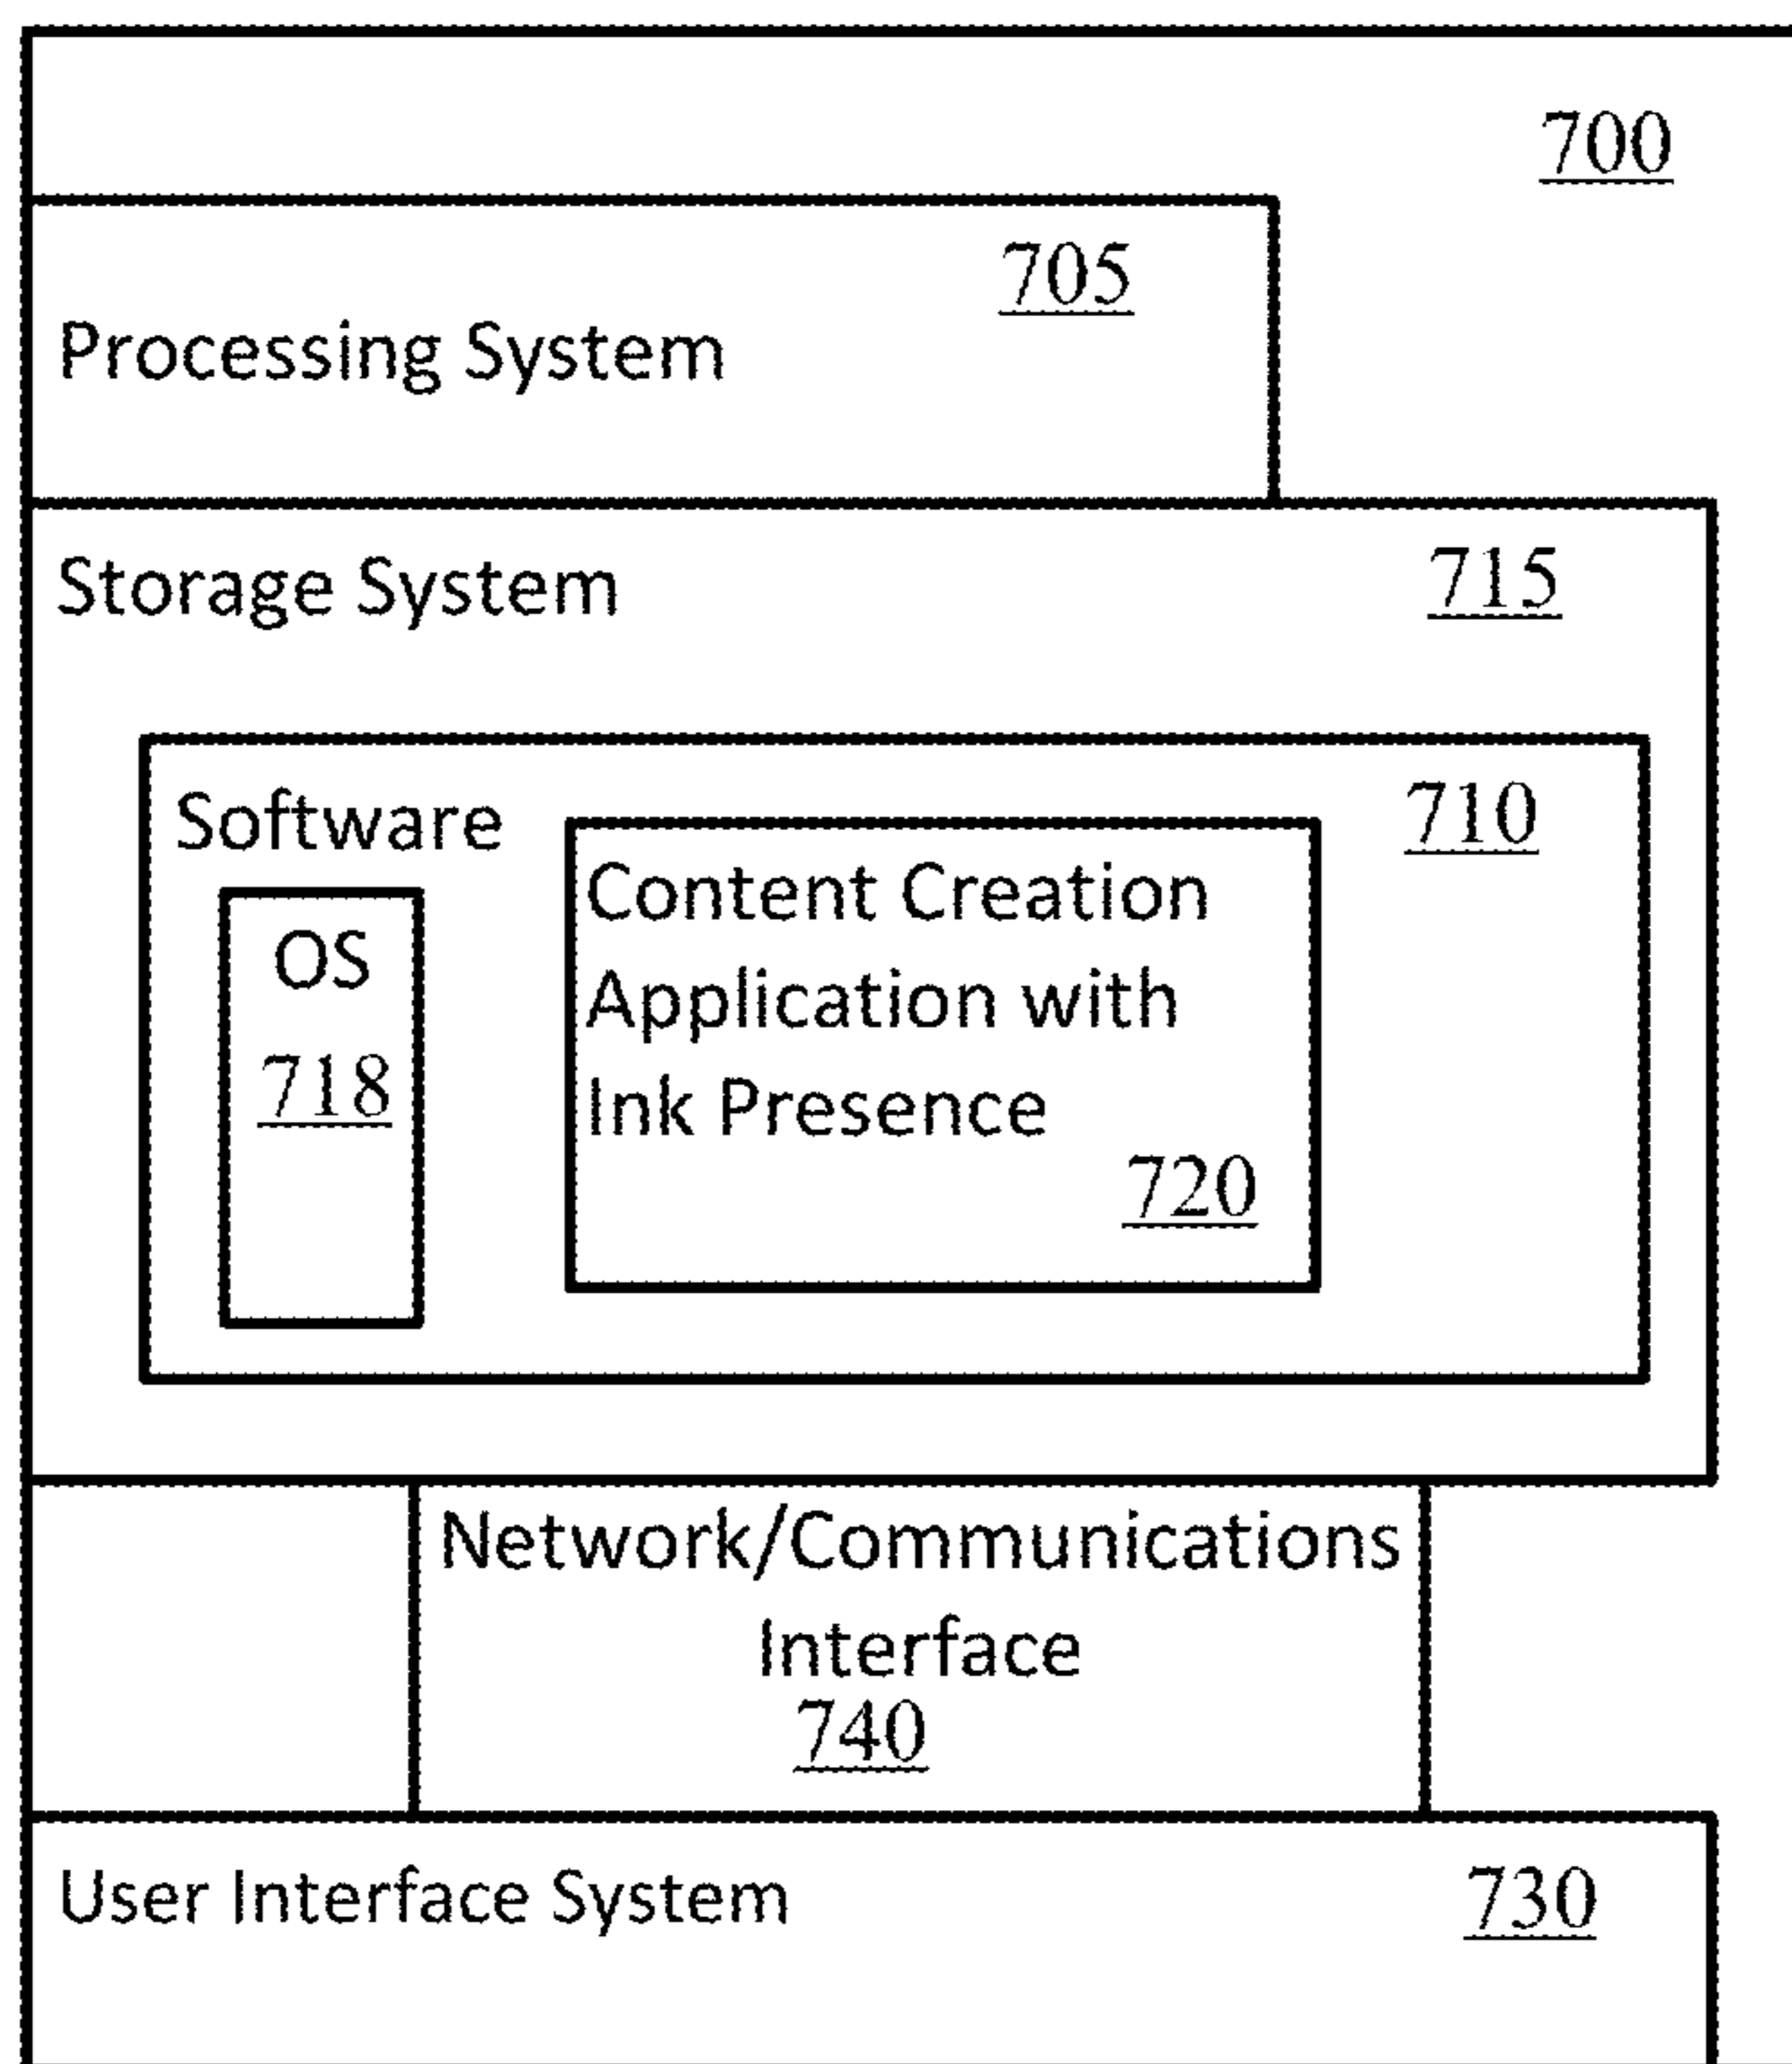 700
705
Processing System
Storage System 715
Software 710
OS
718
Content Creation
Application with
Ink Presence
720
Network/Communications
Interface
740
User Interface System 730